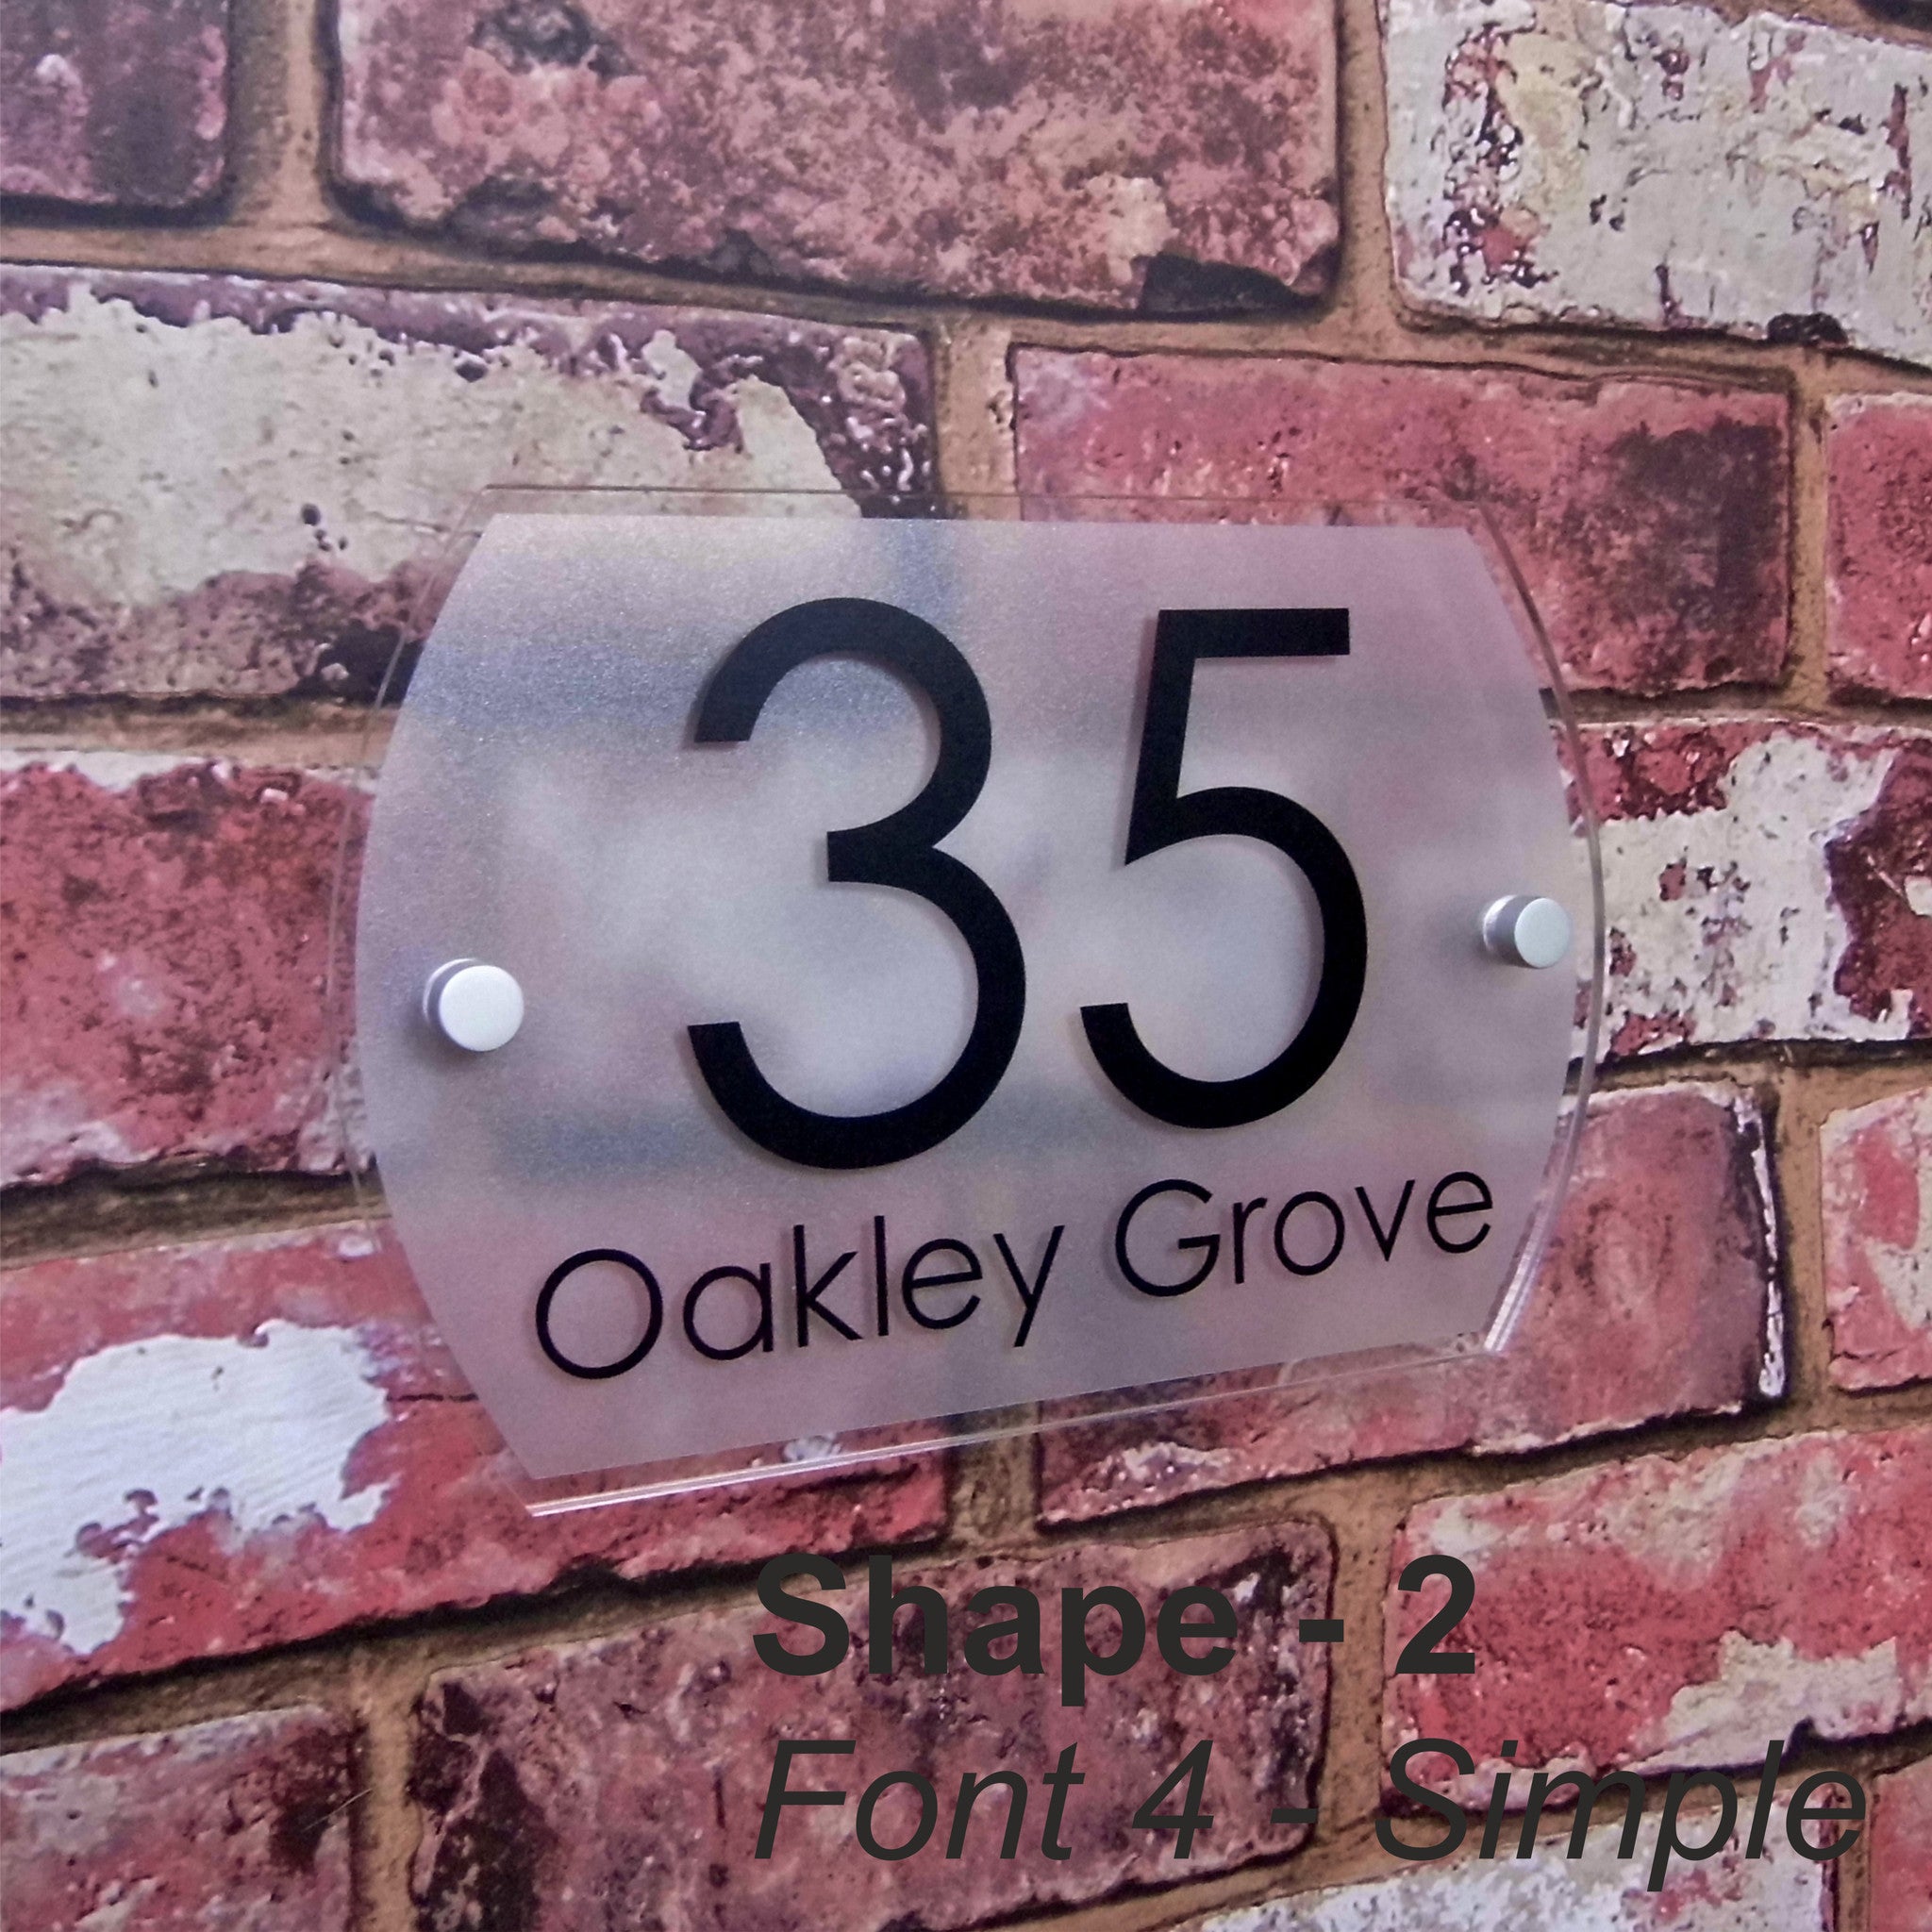 35
Oakley Grove
Shape - 2
Font 4 - Simple